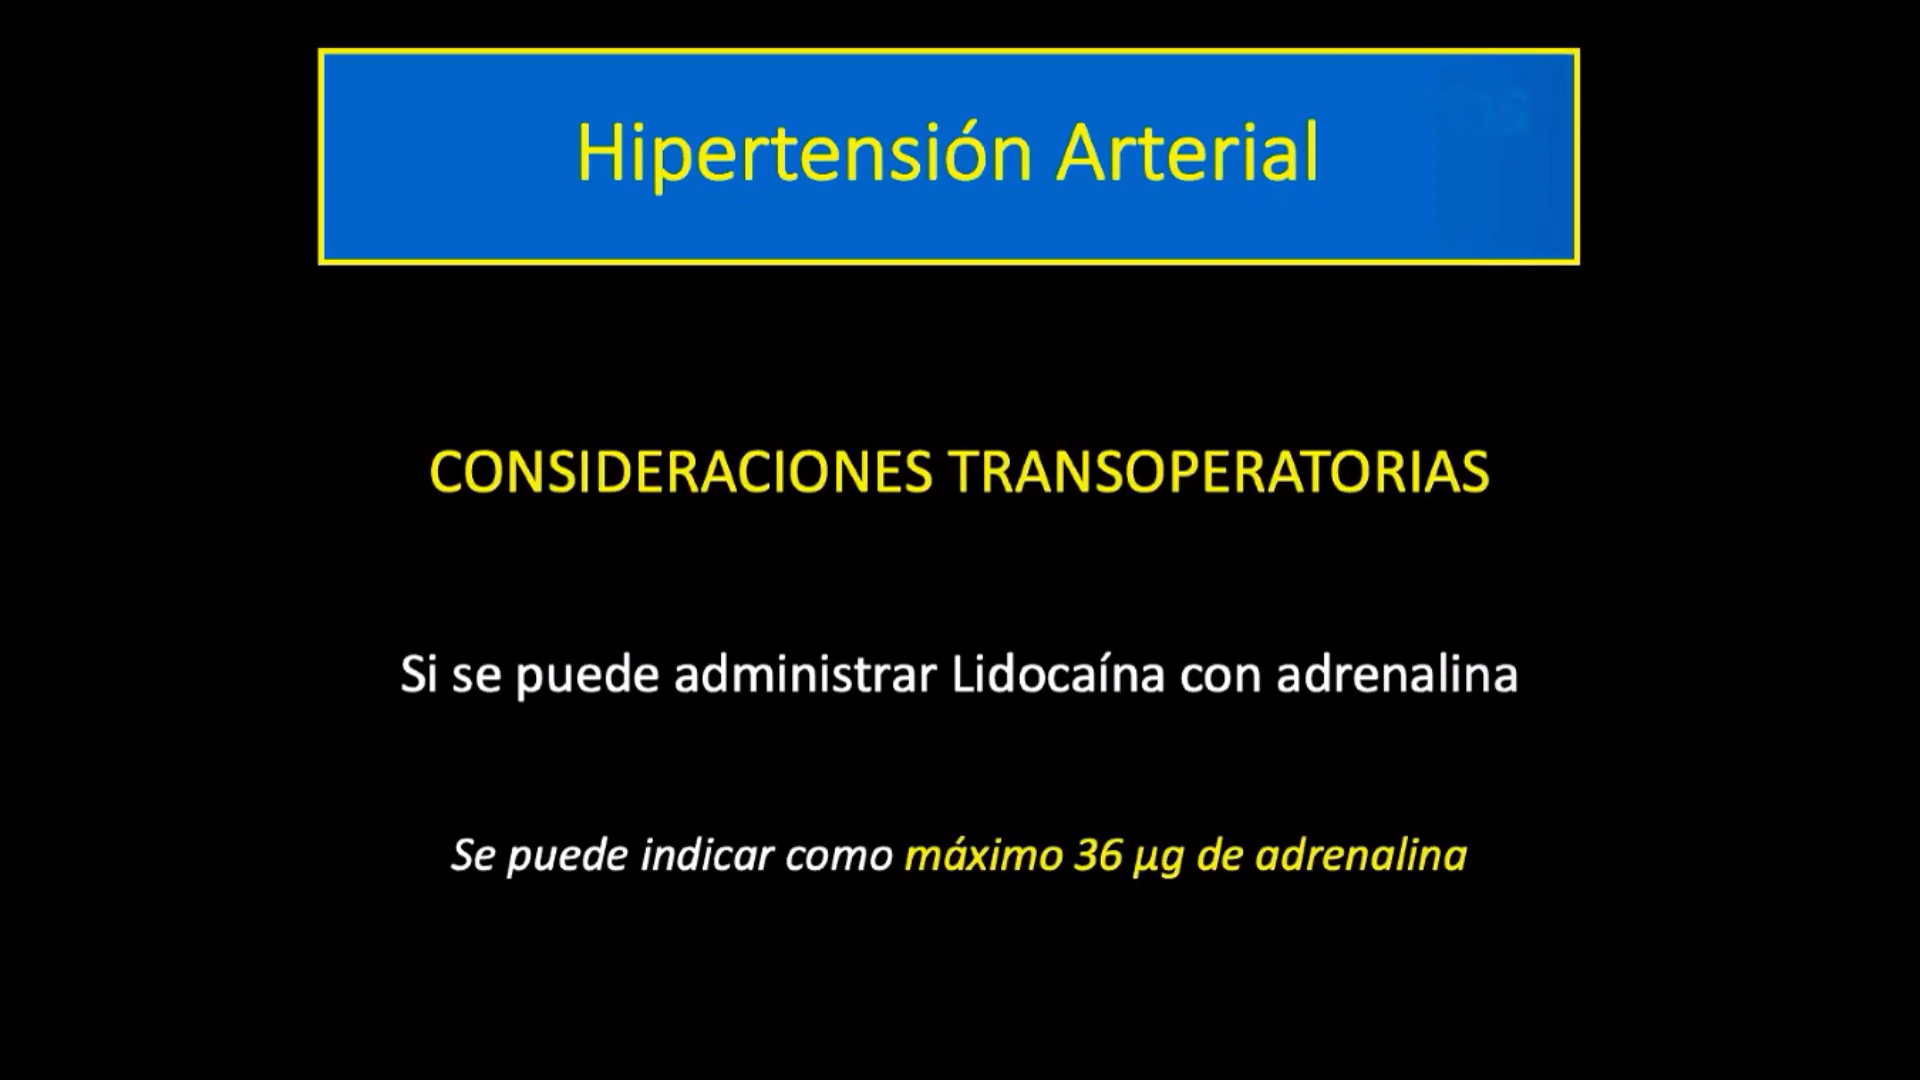 Hipertensión Arterial
CONSIDERACIONES TRANSOPERATORIAS
Si se puede administrar Lidocaína con adrenalina
Se puede indicar como máximo 36 µg de adrenalina